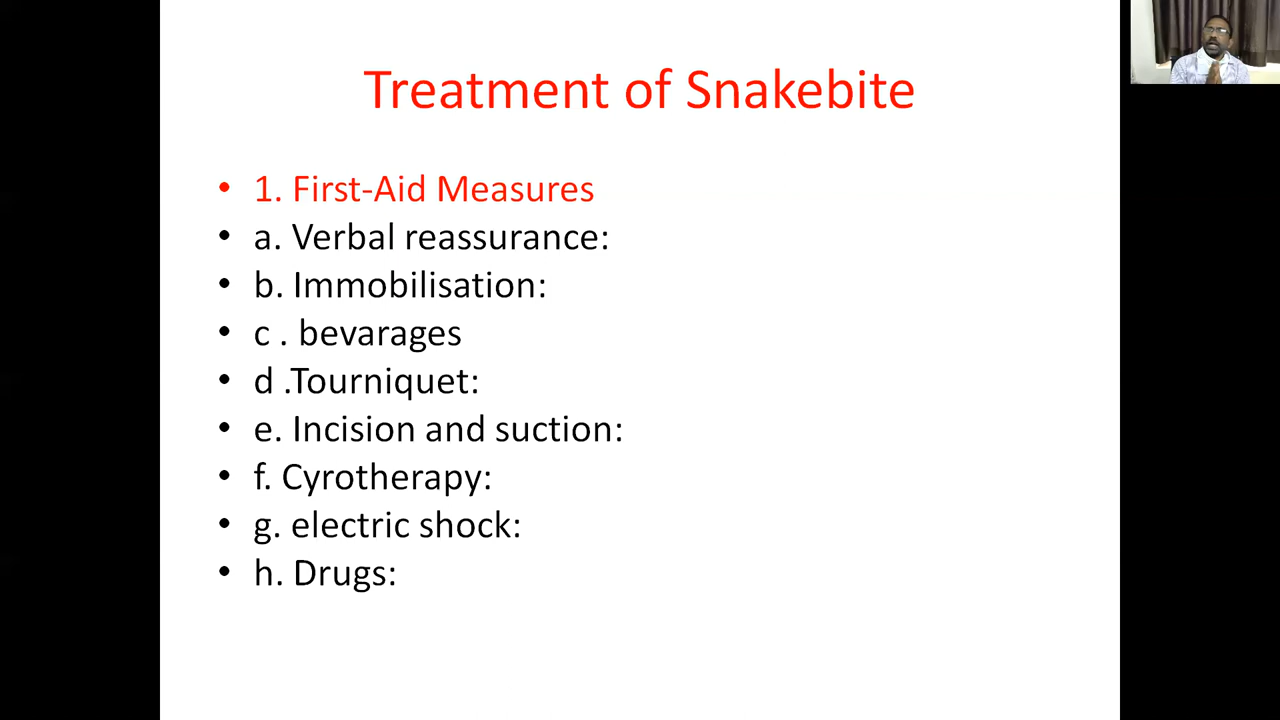 Treatment of Snakebite
• 1. First-Aid Measures
• a. Verbal reassurance:
• b. Immobilisation:
• c . bevarages
• d .Tourniquet:
• e. Incision and suction:
• f. Cyrotherapy:
• g. electric shock:
• h. Drugs: